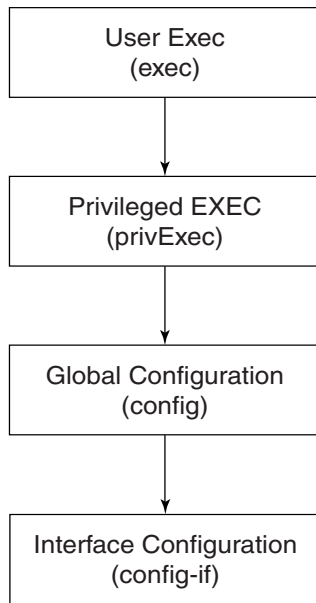 User Exec
(exec)
Privileged EXEC
(privExec)
Global Configuration
(config)
Interface Configuration
(config-if)